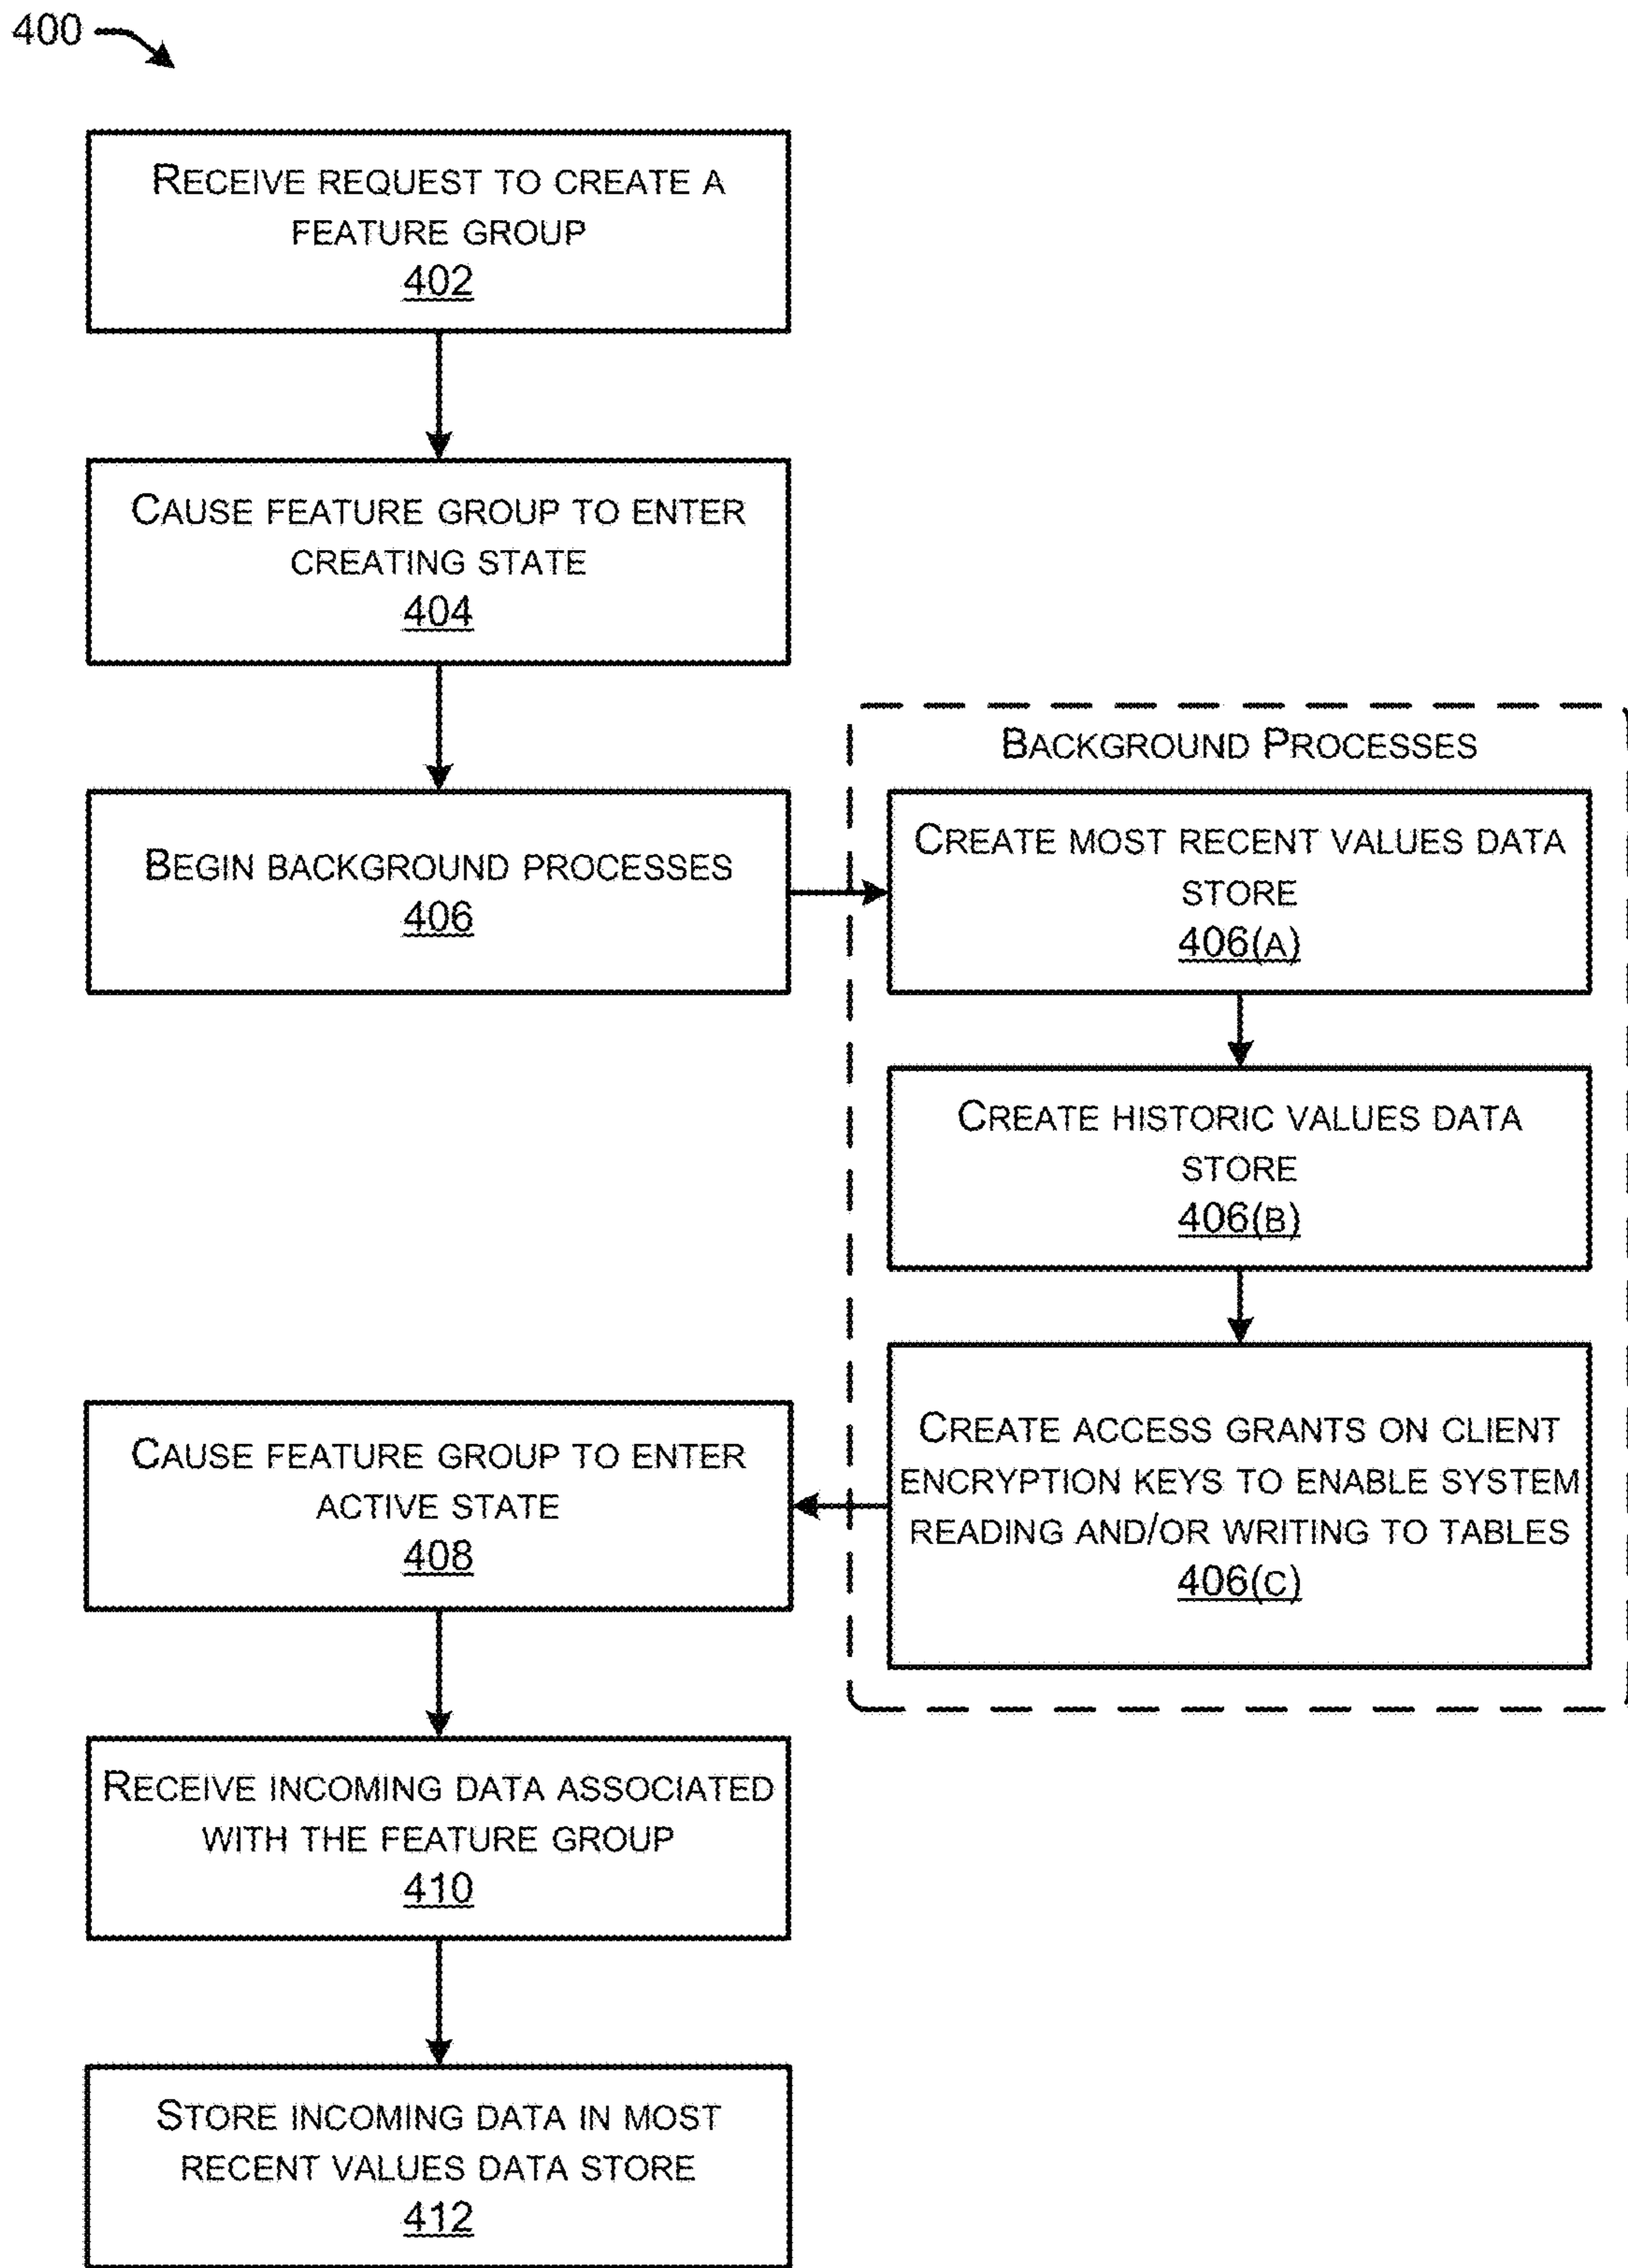 400
RECEIVE REQUEST TO CREATE A
FEATURE GROUP
402
CAUSE FEATURE GROUP TO ENTER
CREATING STATE
404
BEGIN BACKGROUND PROCESSES
406
BACKGROUND PROCESSES
CREATE MOST RECENT VALUES DATA
STORE
406(A)
CREATE HISTORIC VALUES DATA
STORE
406(B)
CREATE ACCESS GRANTS ON CLIENT
ENCRYPTION KEYS TO ENABLE SYSTEM
READING AND/OR WRITING TO TABLES
406(C)
CAUSE FEATURE GROUP TO ENTER
ACTIVE STATE
408
RECEIVE INCOMING DATA ASSOCIATED
WITH THE FEATURE GROUP
410
STORE INCOMING DATA IN MOST
RECENT VALUES DATA STORE
412